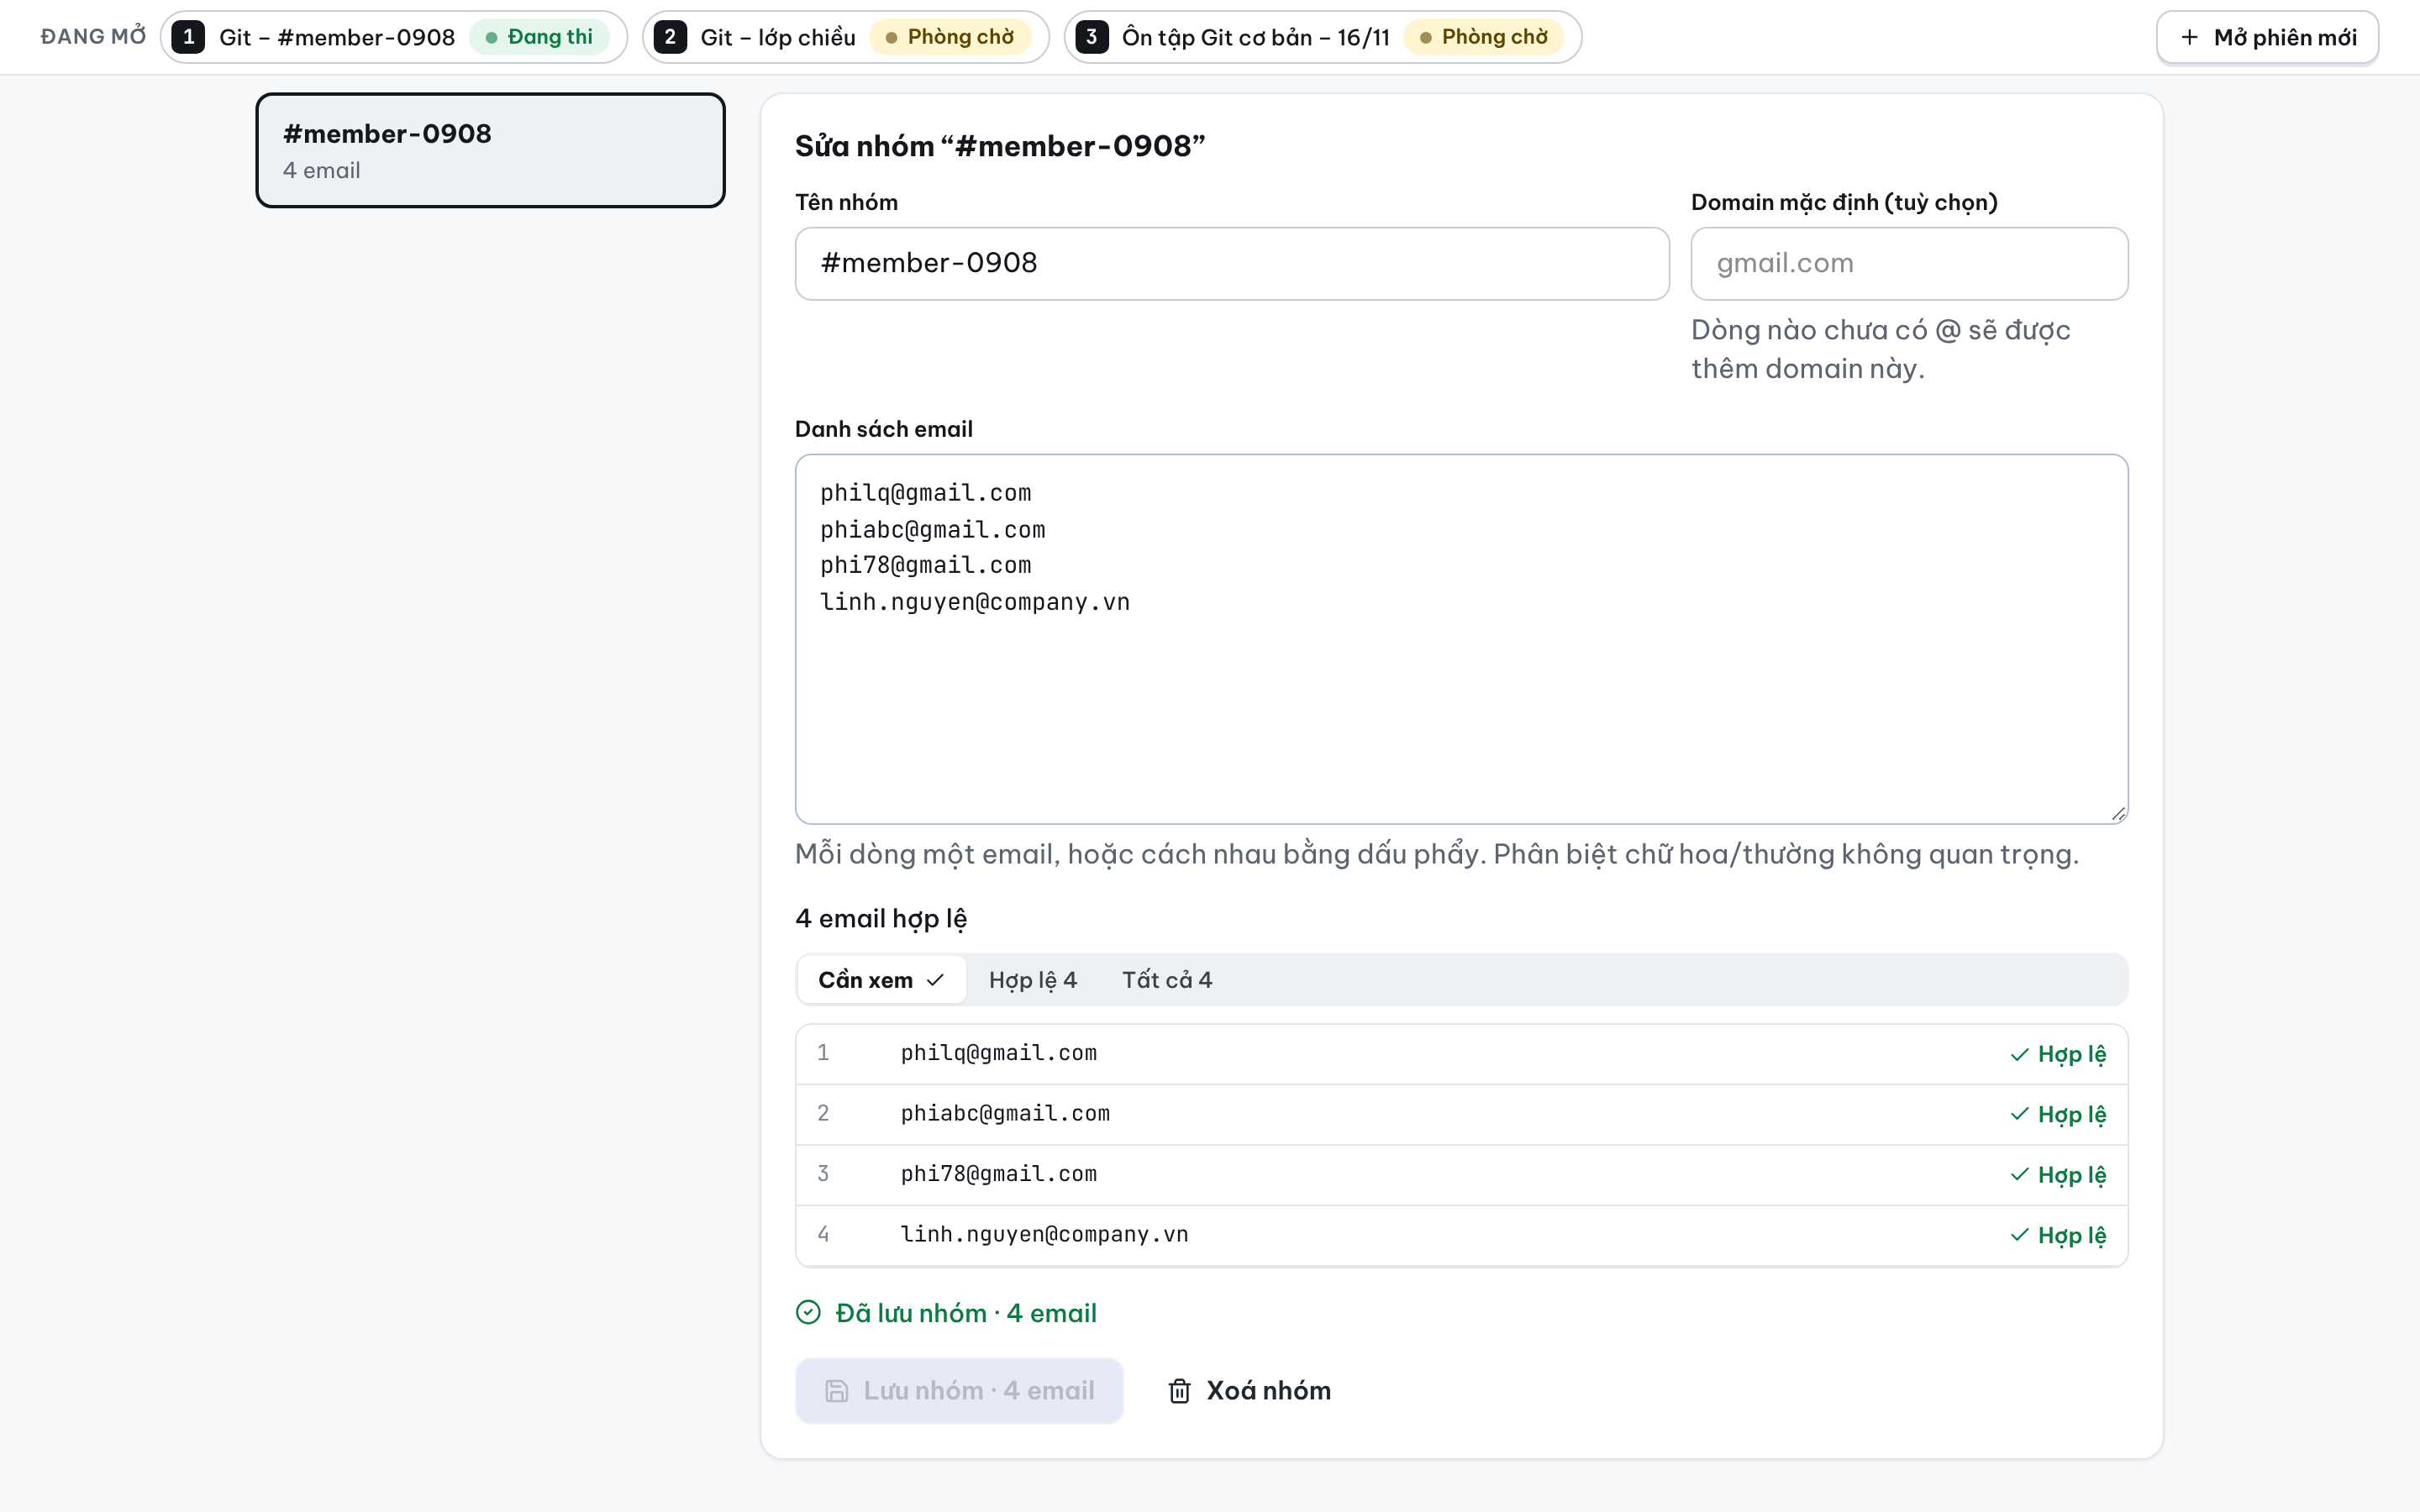 ĐANG MỞ
1 Git – #member-0908 Đang thi
2 Git – lớp chiều Phòng chờ
3 Ôn tập Git cơ bản – 16/11 Phòng chờ
+ Mở phiên mới
#member-0908
4 email
Sửa nhóm “#member-0908”
Tên nhóm
#member-0908
Domain mặc định (tuỳ chọn)
gmail.com
Dòng nào chưa có @ sẽ được
thêm domain này.
Danh sách email
philq@gmail.com
phiabc@gmail.com
phi78@gmail.com
linh.nguyen@company.vn
Mỗi dòng một email, hoặc cách nhau bằng dấu phẩy. Phân biệt chữ hoa/thường không quan trọng.
4 email hợp lệ
Cần xem ✓ Hợp lệ 4 Tất cả 4
1 philq@gmail.com ✓ Hợp lệ
2 phiabc@gmail.com ✓ Hợp lệ
3 phi78@gmail.com ✓ Hợp lệ
4 linh.nguyen@company.vn ✓ Hợp lệ
Đã lưu nhóm · 4 email
Lưu nhóm · 4 email
Xoá nhóm